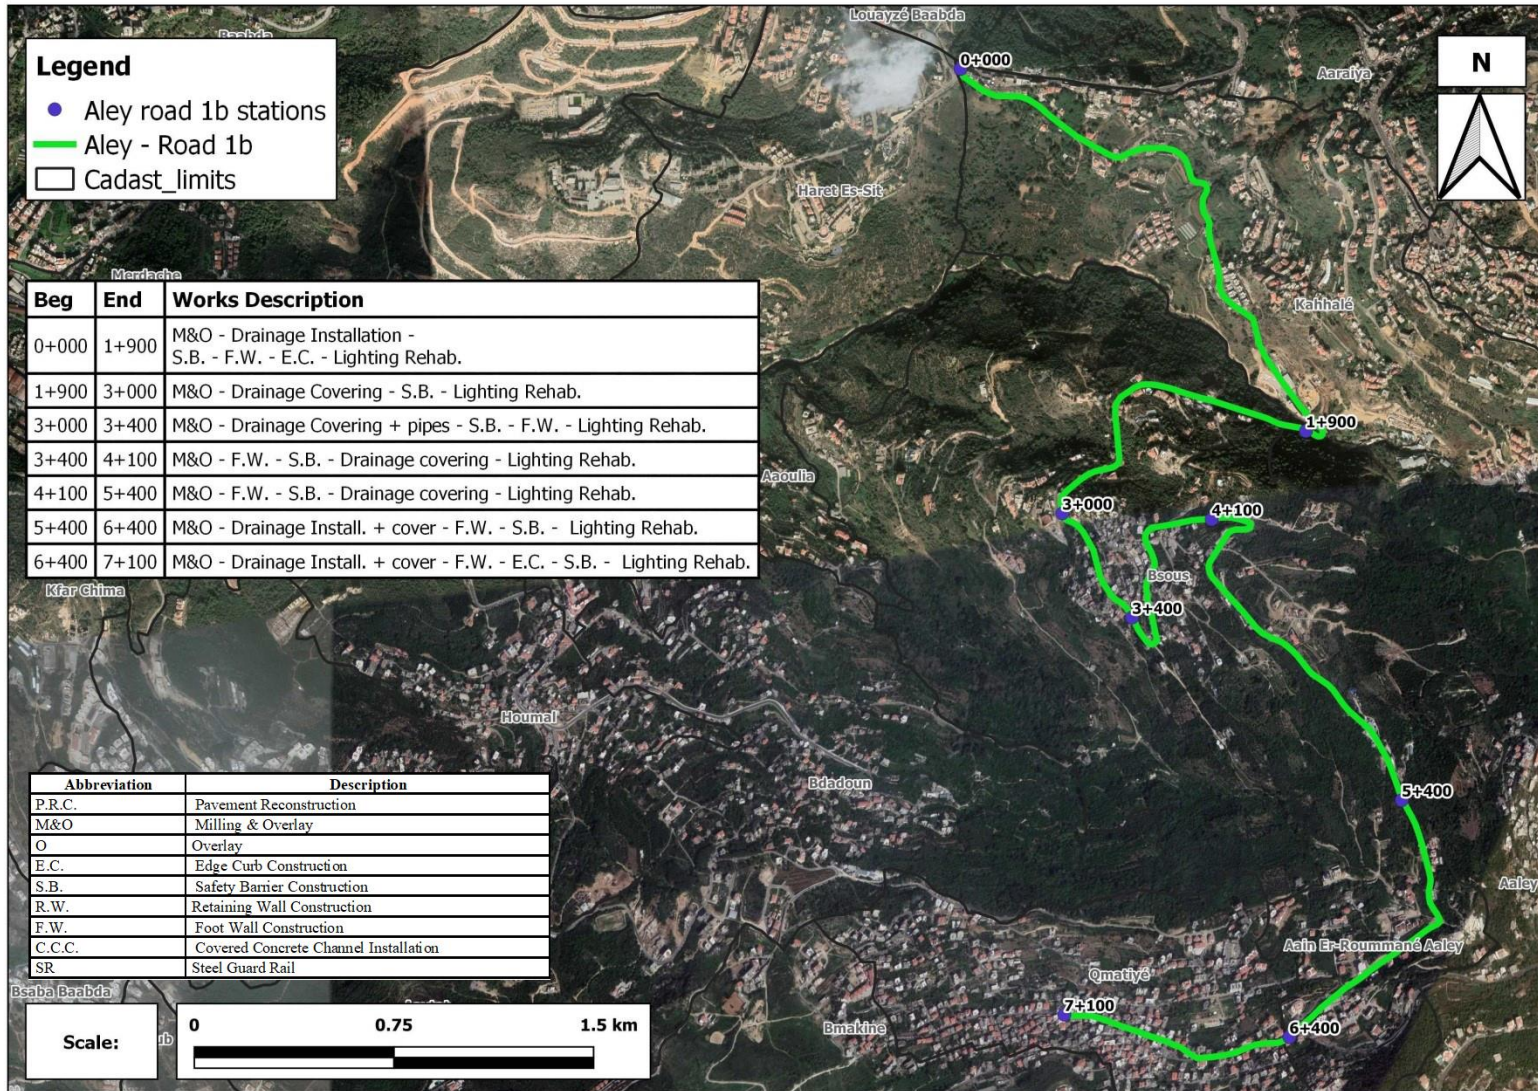 Louayzé Baabda
Baabda
Legend
Aley road 1b stations
Aley - Road 1b
Cadast_limits
0+000
Aaraiya
N
Haret Es-Sit
Merdache
Kahhalé
Beg End Works Description
0+000 1+900 M&O - Drainage Installation -
S.B. - F.W. - E.C. - Lighting Rehab.
1+900 3+000 M&O - Drainage Covering - S.B. - Lighting Rehab.
3+000 3+400 M&O - Drainage Covering + pipes - S.B. - F.W. - Lighting Rehab.
3+400 4+100 M&O - F.W. - S.B. - Drainage covering - Lighting Rehab.
4+100 5+400 M&O - F.W. - S.B. - Drainage covering - Lighting Rehab.
5+400 6+400 M&O - Drainage Install. + cover - F.W. - S.B. - Lighting Rehab.
6+400 7+100 M&O - Drainage Install. + cover - F.W. - E.C. - S.B. - Lighting Rehab.
1+900
Aaoulia
3+000
4+100
Bsous
Kfar Chima
3+400
Houmal
Bdadoun
5+400
Abbreviation Description
P.R.C. Pavement Reconstruction
M&O Milling & Overlay
O Overlay
E.C. Edge Curb Construction
S.B. Safety Barrier Construction
R.W. Retaining Wall Construction
F.W. Foot Wall Construction
C.C.C. Covered Concrete Channel Installation
SR Steel Guard Rail
Aaley
Aain Er-Roummané Aaley
Qmatiyé
Bsaba Baabda
7+100
Bmakine
6+400
Scale:
ub
0 0.75 1.5 km